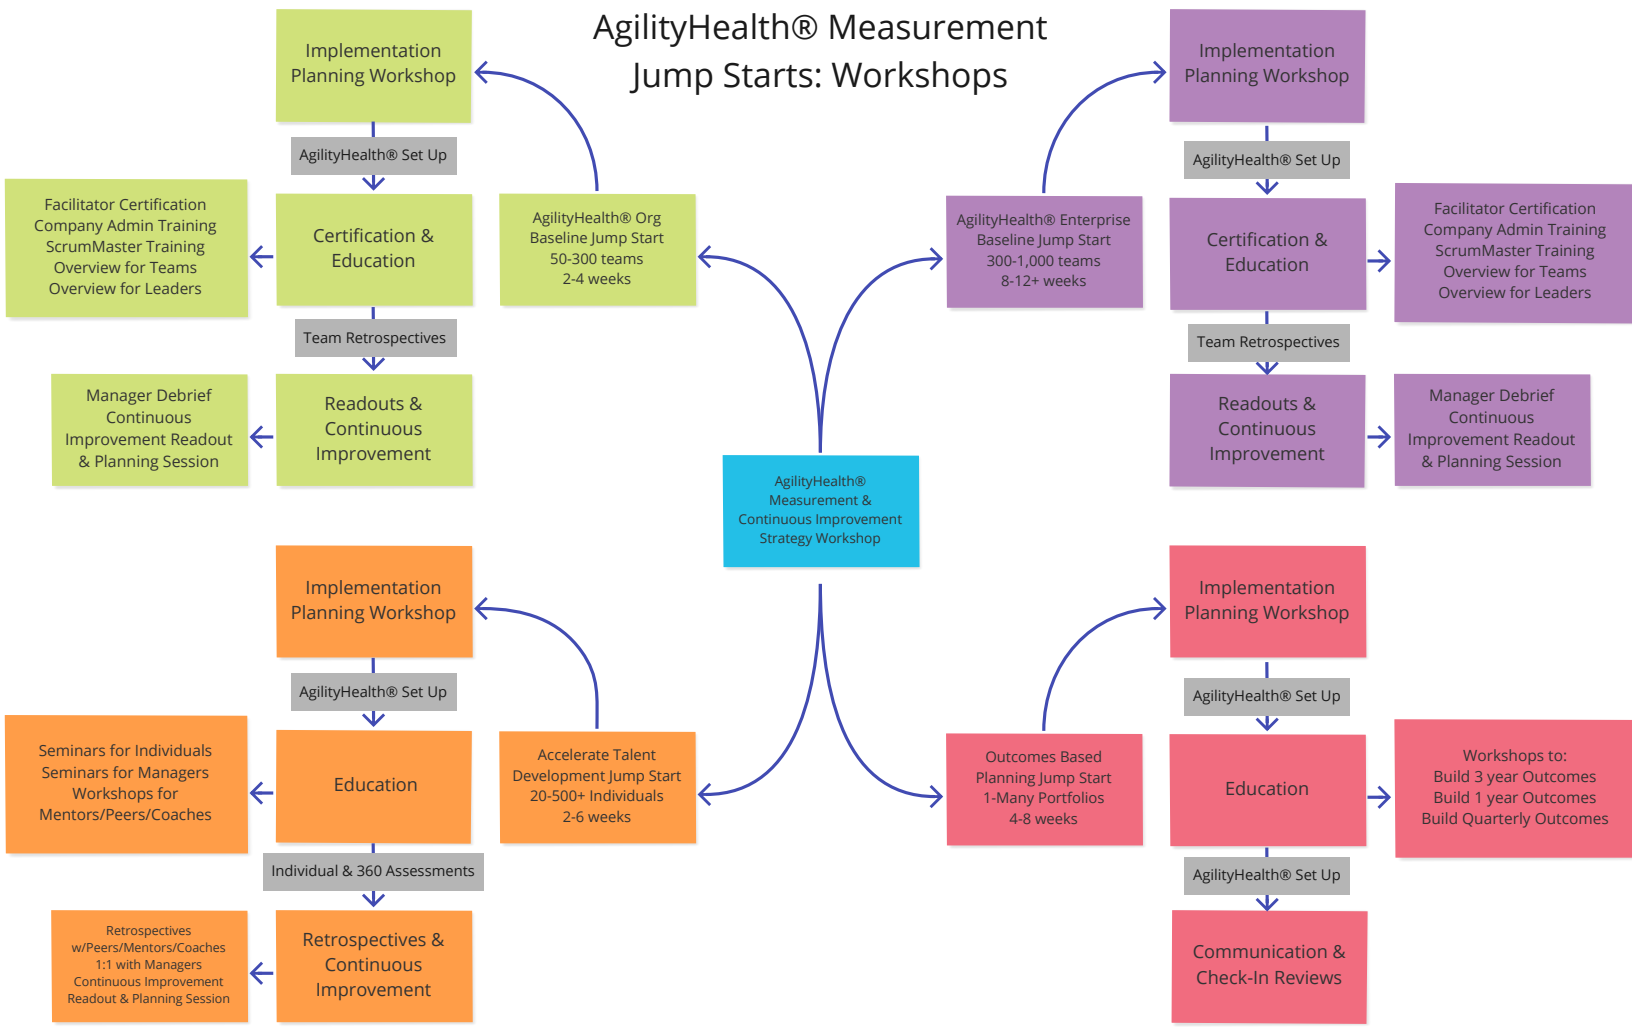 AgilityHealth® Measurement
Jump Starts: Workshops
Implementation
Planning Workshop
AgilityHealth® Set Up
Facilitator Certification
Company Admin Training
ScrumMaster Training
Overview for Teams
Overview for Leaders
Certification &
Education
AgilityHealth® Org
Baseline Jump Start
50-300 teams
2-4 weeks
Team Retrospectives
Manager Debrief
Continuous
Improvement Readout
& Planning Session
Readouts &
Continuous
Improvement
Implementation
Planning Workshop
AgilityHealth® Set Up
AgilityHealth® Enterprise
Baseline Jump Start
300-1,000 teams
8-12+ weeks
Certification &
Education
Facilitator Certification
Company Admin Training
ScrumMaster Training
Overview for Teams
Overview for Leaders
Team Retrospectives
Readouts &
Continuous
Improvement
Manager Debrief
Continuous
Improvement Readout
& Planning Session
AgilityHealth®
Measurement &
Continuous Improvement
Strategy Workshop
Implementation
Planning Workshop
AgilityHealth® Set Up
Seminars for Individuals
Seminars for Managers
Workshops for
Mentors/Peers/Coaches
Education
Accelerate Talent
Development Jump Start
20-500+ Individuals
2-6 weeks
Individual & 360 Assessments
Retrospectives
w/Peers/Mentors/Coaches
1:1 with Managers
Continuous Improvement
Readout & Planning Session
Retrospectives &
Continuous
Improvement
Implementation
Planning Workshop
AgilityHealth® Set Up
Outcomes Based
Planning Jump Start
1-Many Portfolios
4-8 weeks
Education
Workshops to:
Build 3 year Outcomes
Build 1 year Outcomes
Build Quarterly Outcomes
AgilityHealth® Set Up
Communication &
Check-In Reviews